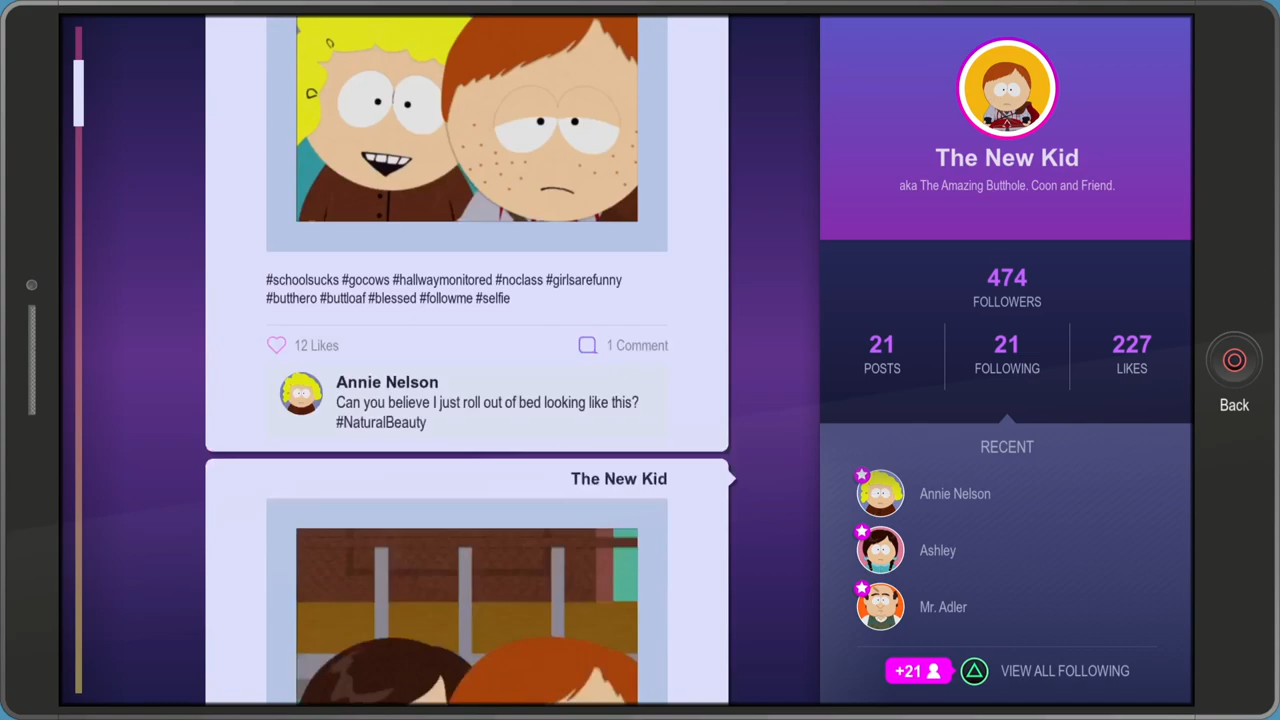 #schoolsucks #gocows #hallwaymonitored #noclass #girlsarefunny
#butthero #buttloaf #blessed #followme #selfie
12 Likes
1 Comment
Annie Nelson
Can you believe I just roll out of bed looking like this?
#NaturalBeauty
The New Kid
The New Kid
aka The Amazing Butthole. Coon and Friend.
474
FOLLOWERS
21
POSTS
21
FOLLOWING
227
LIKES
RECENT
Annie Nelson
Ashley
Mr. Adler
+21
VIEW ALL FOLLOWING
Back